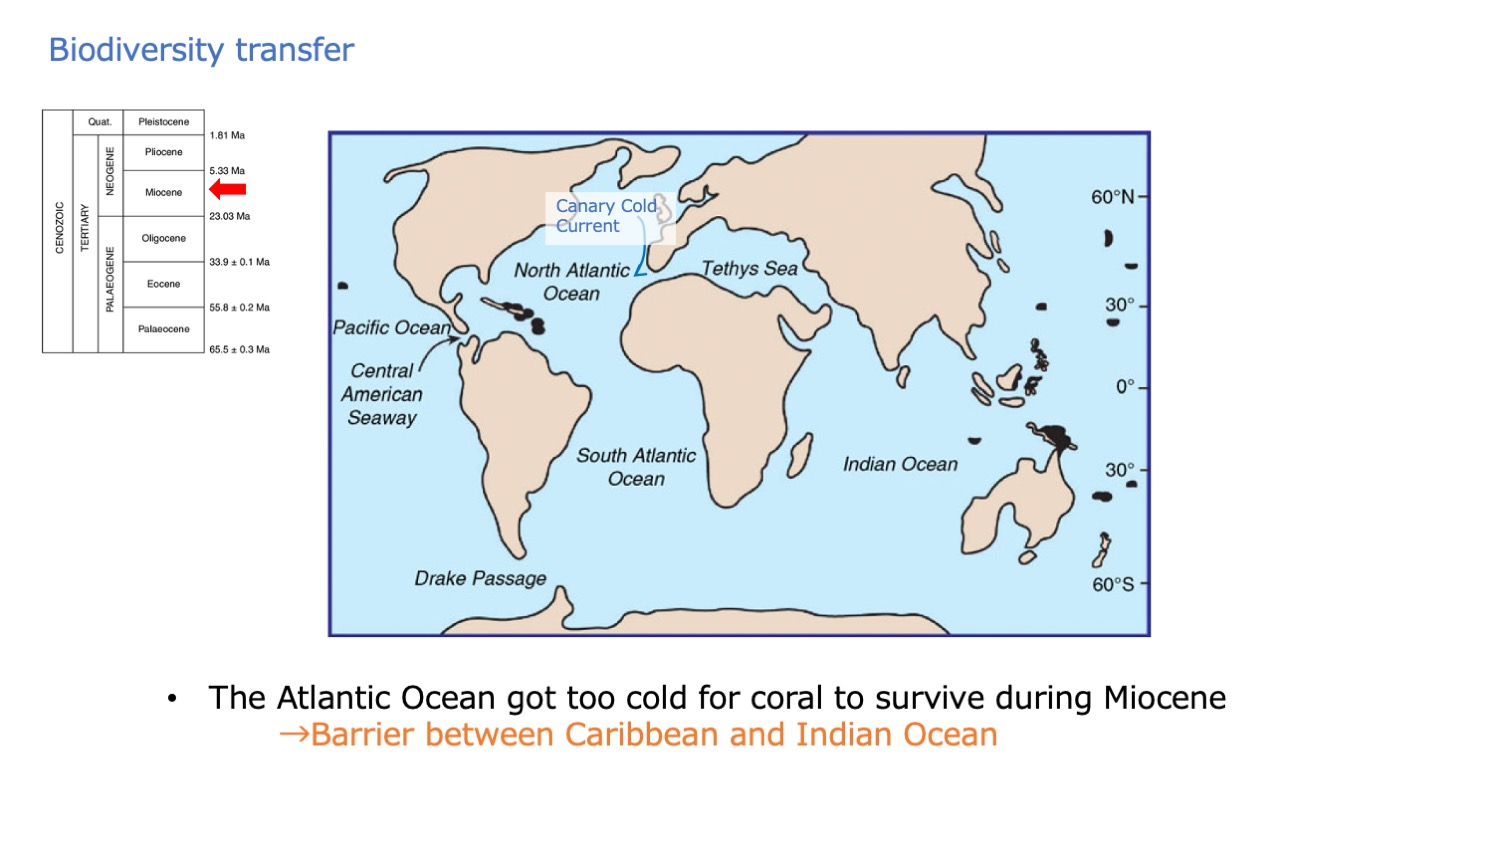 Biodiversity transfer
Quat.
Pleistocene
1.81 Ma
Pliocene
5.33 Ma
NEOGENE
Miocene
23.03 Ma
CENOZOIC
TERTIARY
Oligocene
33.9 ± 0.1 Ma
PALAEOGENE
Eocene
55.8 ± 0.2 Ma
Palaeocene
65.5 ± 0.3 Ma
Canary Cold
Current
North Atlantic
Ocean
Tethys Sea
Pacific Ocean
Central
American
Seaway
South Atlantic
Ocean
Indian Ocean
Drake Passage
60°N
30°
0°
30°
60°S
• The Atlantic Ocean got too cold for coral to survive during Miocene
→Barrier between Caribbean and Indian Ocean